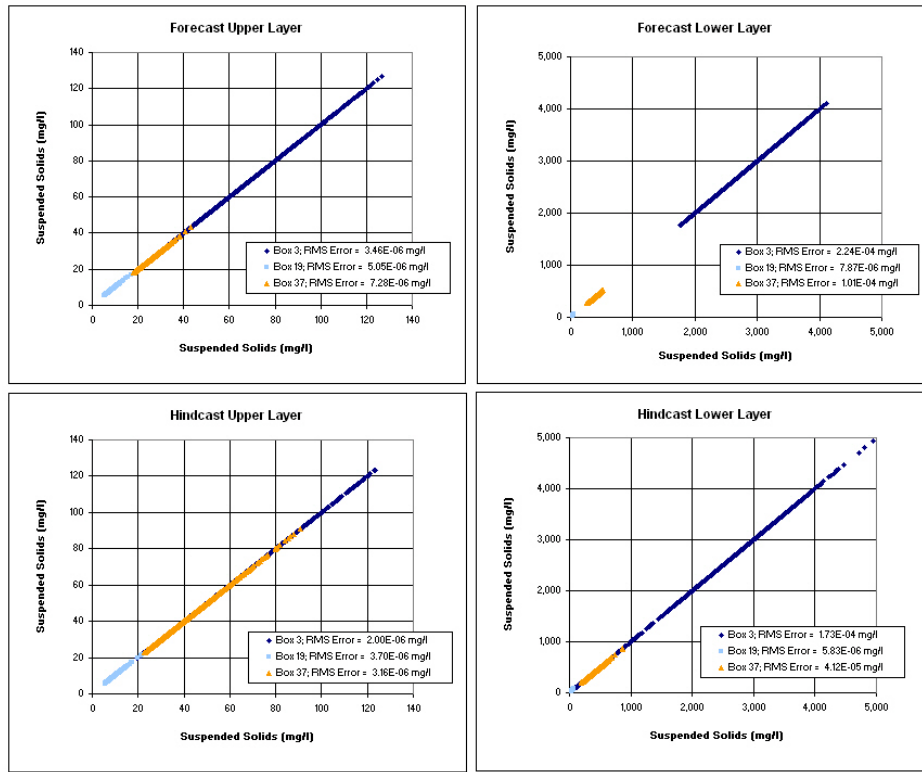 Forecast Upper Layer
140
120
100
80
60
40
20
0
0 20 40 60 80 100 120 140
Suspended Solids (mg/l)
Suspended Solids (mg/l)
Box 3; RMS Error = 3.46E-06 mg/l
Box 19; RMS Error = 5.05E-06 mg/l
Box 37; RMS Error = 7.28E-06 mg/l
Forecast Lower Layer
5,000
4,000
3,000
2,000
1,000
0
0 1,000 2,000 3,000 4,000 5,000
Suspended Solids (mg/l)
Suspended Solids (mg/l)
Box 3; RMS Error = 2.24E-04 mg/l
Box 19; RMS Error = 7.87E-06 mg/l
Box 37; RMS Error = 1.01E-04 mg/l
Hindcast Upper Layer
140
120
100
80
60
40
20
0
0 20 40 60 80 100 120 140
Suspended Solids (mg/l)
Suspended Solids (mg/l)
Box 3; RMS Error = 2.00E-06 mg/l
Box 19; RMS Error = 3.70E-06 mg/l
Box 37; RMS Error = 3.16E-06 mg/l
Hindcast Lower Layer
5,000
4,000
3,000
2,000
1,000
0
0 1,000 2,000 3,000 4,000 5,000
Suspended Solids (mg/l)
Suspended Solids (mg/l)
Box 3; RMS Error = 1.73E-04 mg/l
Box 19; RMS Error = 5.83E-06 mg/l
Box 37; RMS Error = 4.12E-05 mg/l